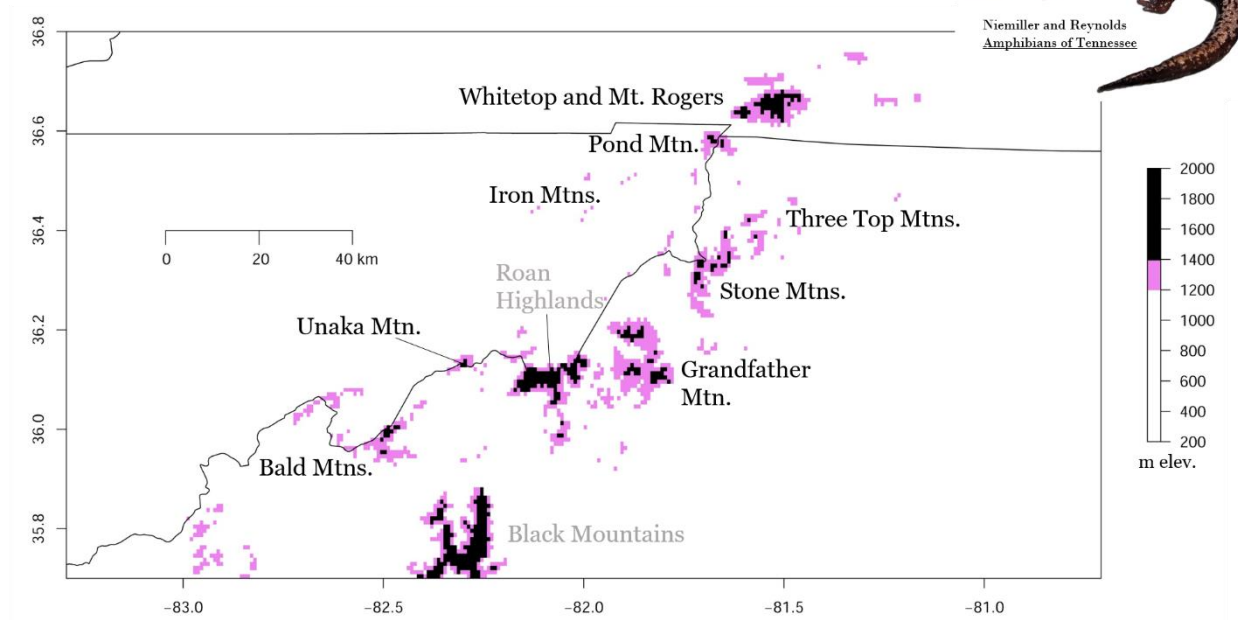 Niemiller and Reynolds
Amphibians of Tennessee
36.8
36.6
36.4
36.2
36.0
35.8
Whitetop and Mt. Rogers
Pond Mtn.
Iron Mtns.
Three Top Mtns.
0 20 40 km
Roan
Highlands
Stone Mtns.
Unaka Mtn.
Grandfather
Mtn.
Bald Mtns.
Black Mountains
2000
1800
1600
1400
1200
1000
800
600
400
200
m elev.
−83.0 −82.5 −82.0 −81.5 −81.0